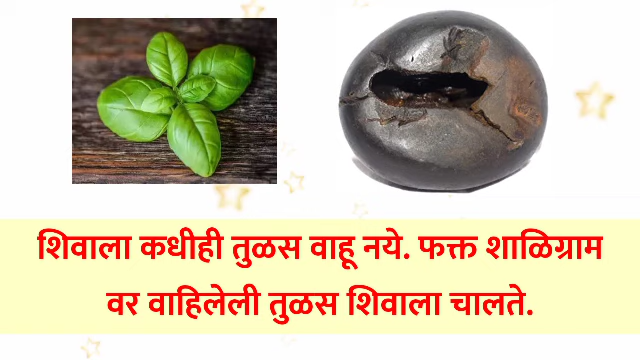 शिवाला कधीही तुळस वाहू नये. फक्त शाळिग्राम
वर वाहिलेली तुळस शिवाला चालते.